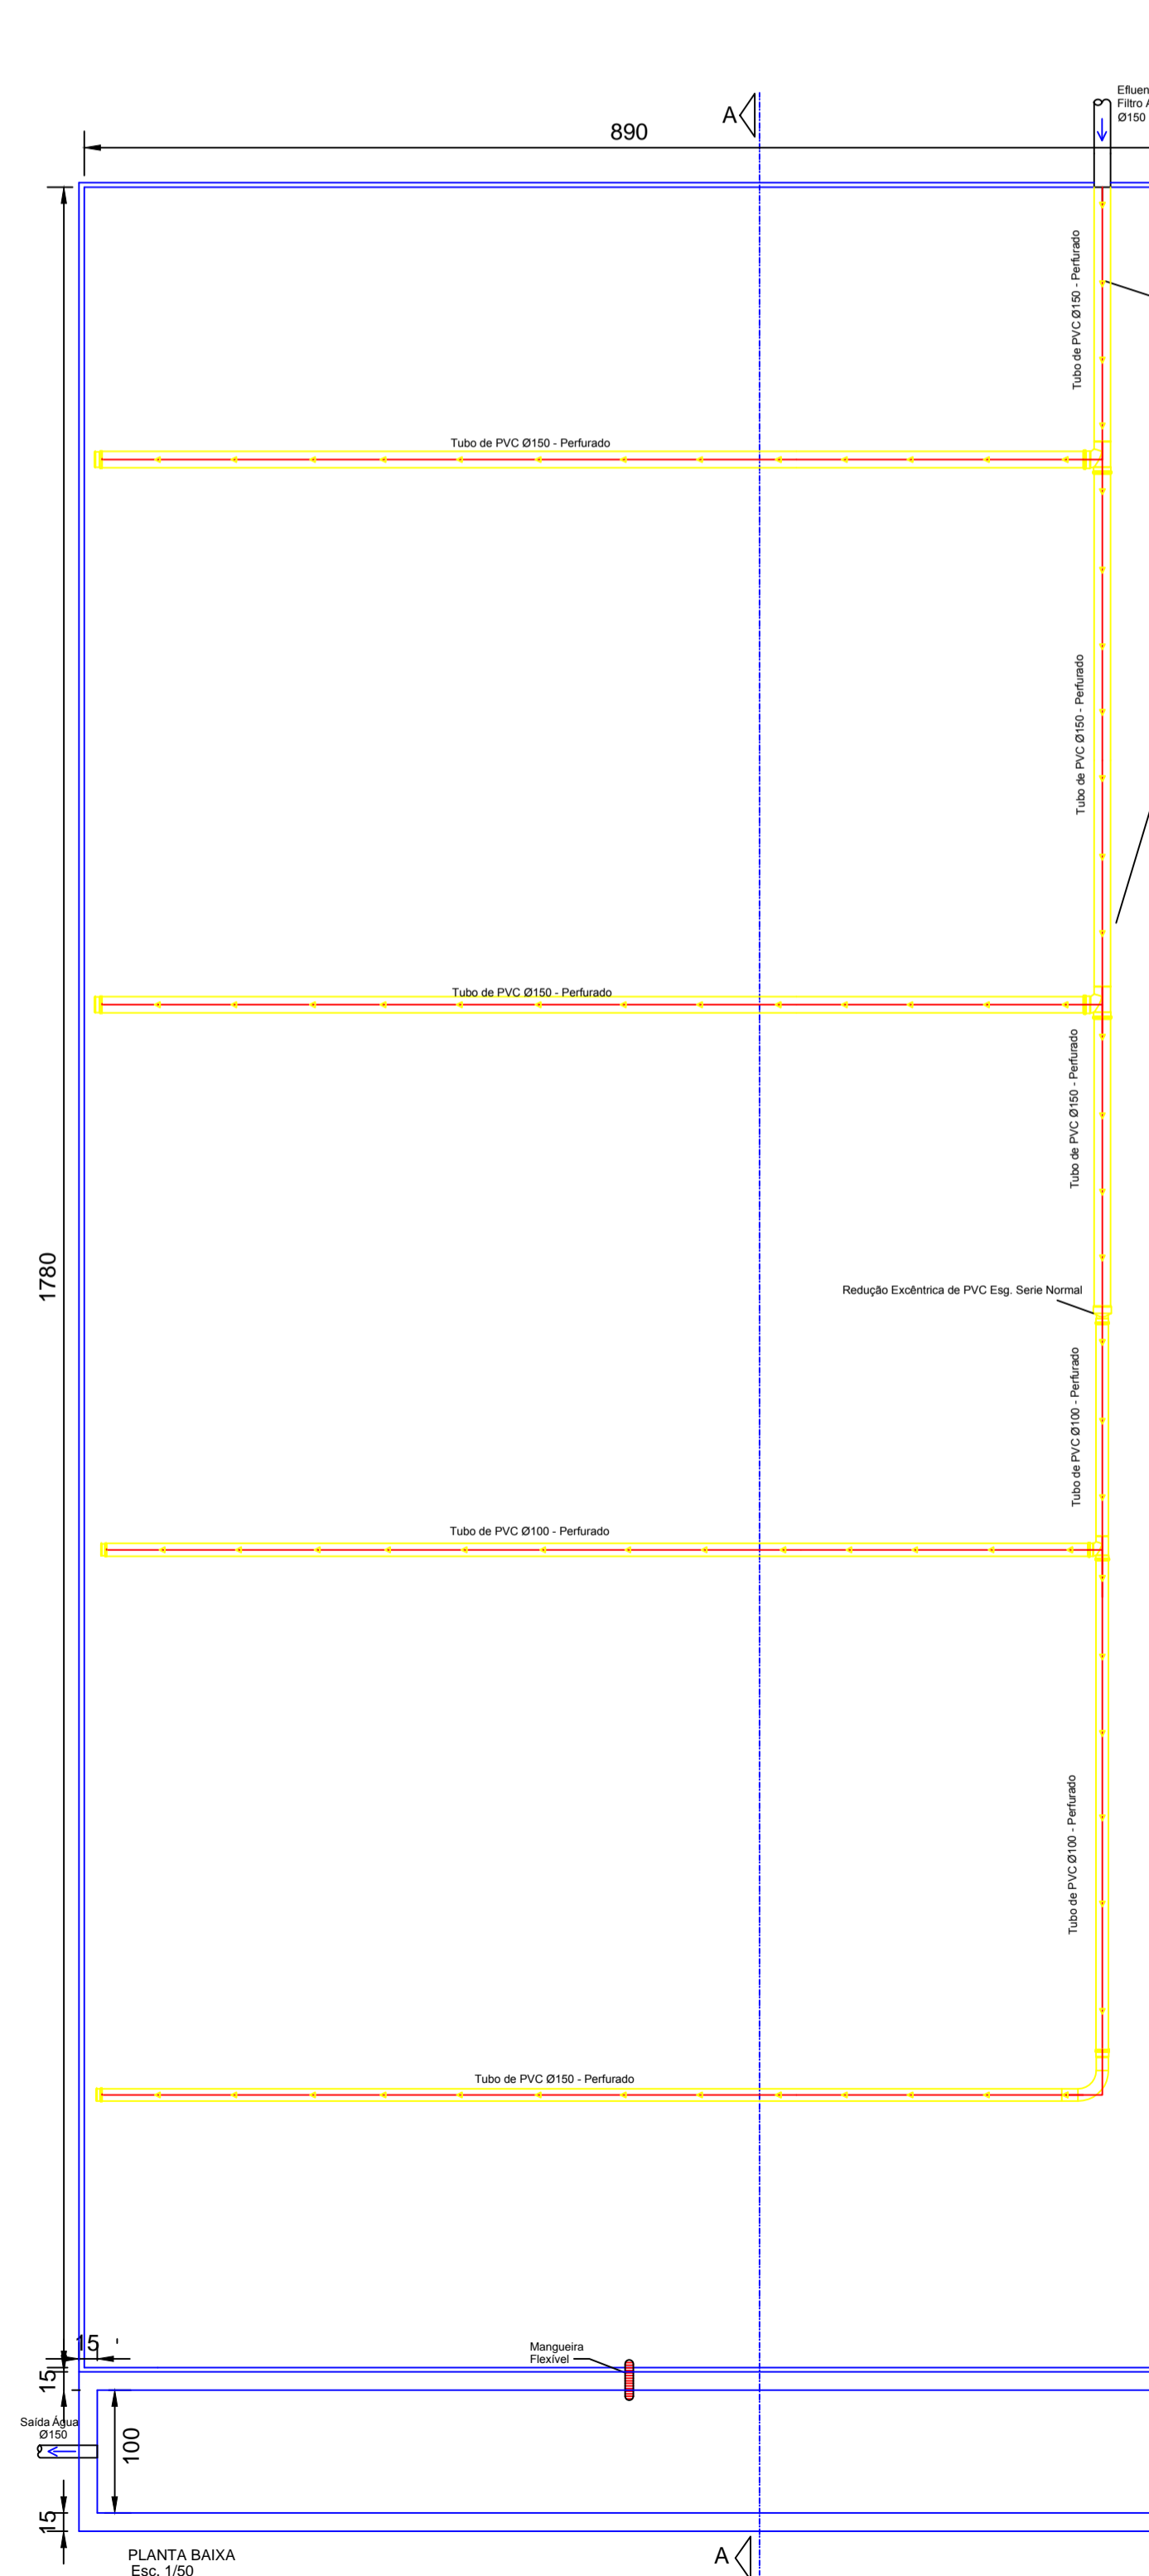 Efluen
Filtro A
Ø150
A
890
Tubo de PVC Ø150 - Perfurado
Tubo de PVC Ø150 - Perfurado
Tubo de PVC Ø150 - Perfurado
Tubo de PVC Ø150 - Perfurado
Tubo de PVC Ø150 - Perfurado
1780
Redução Excêntrica de PVC Esg. Serie Normal
Tubo de PVC Ø100 - Perfurado
Tubo de PVC Ø100 - Perfurado
Tubo de PVC Ø100 - Perfurado
Tubo de PVC Ø150 - Perfurado
15
Mangueira
Flexível
15
Saída Água
Ø150
100
15
PLANTA BAIXA
Esc. 1/50
A